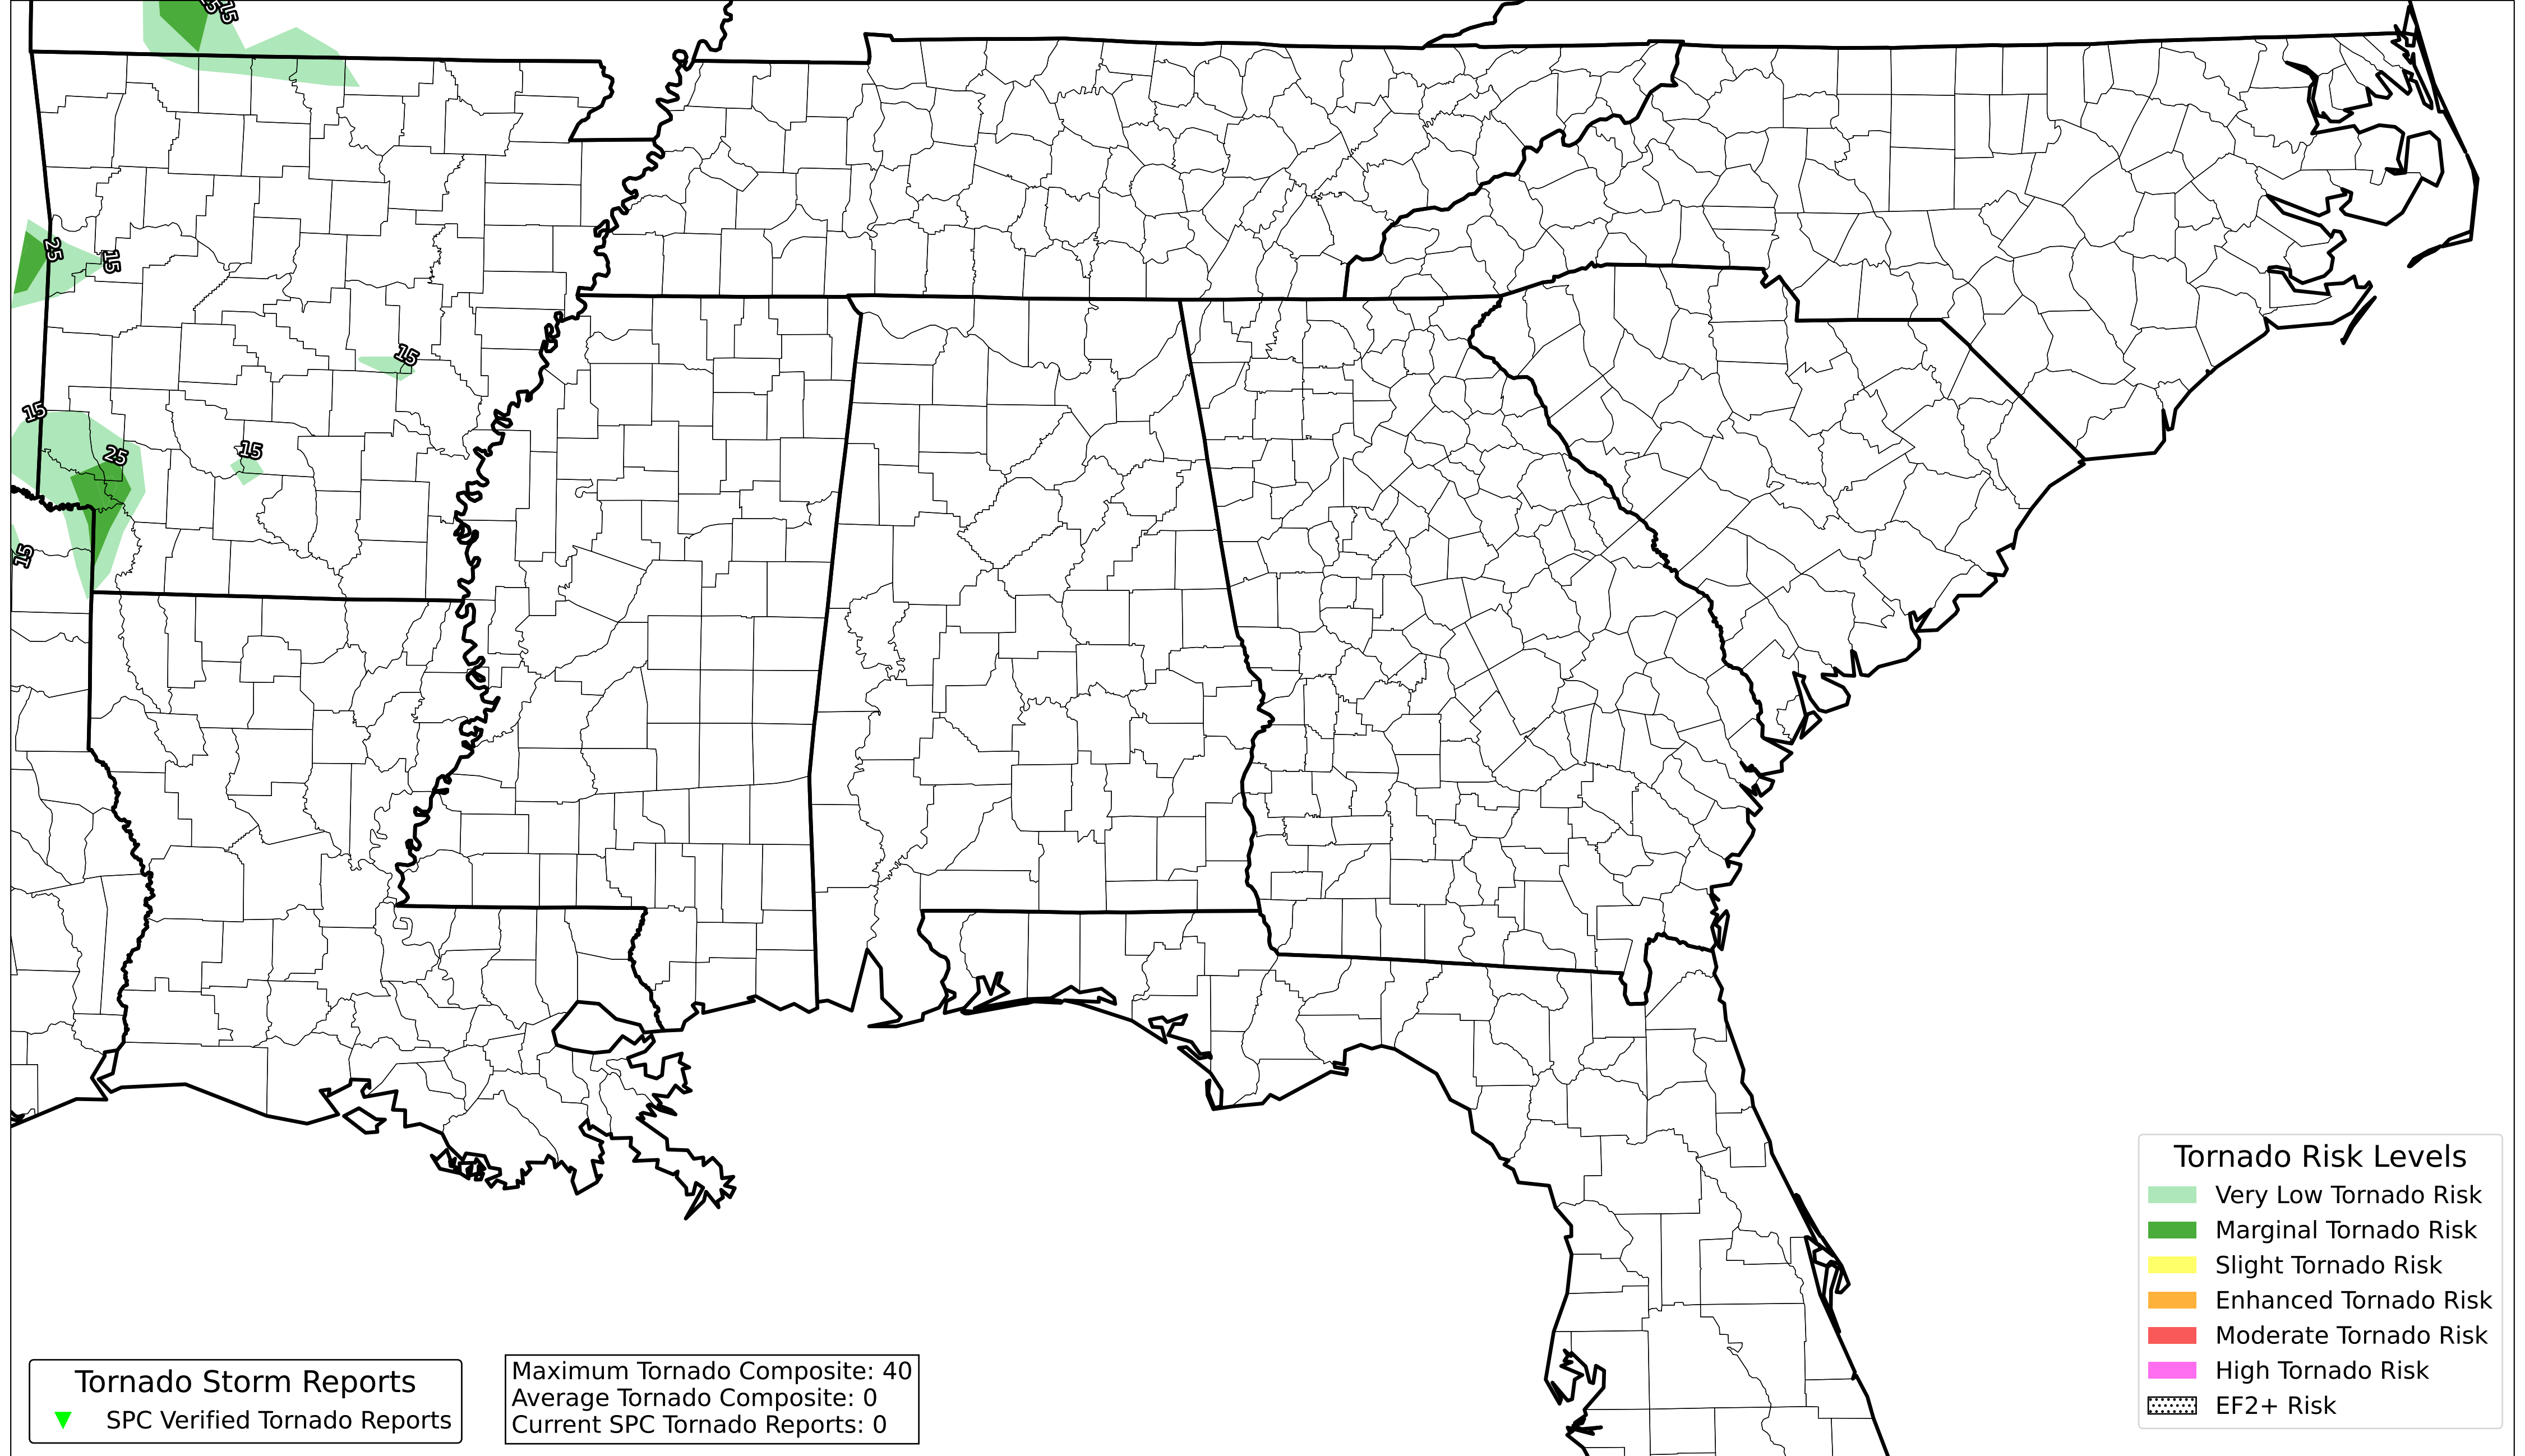 15
15
25
15
15
15
25
15
15
Tornado Risk Levels
Very Low Tornado Risk
Marginal Tornado Risk
Slight Tornado Risk
Enhanced Tornado Risk
Moderate Tornado Risk
High Tornado Risk
EF2+ Risk
Tornado Storm Reports
SPC Verified Tornado Reports
Maximum Tornado Composite: 40
Average Tornado Composite: 0
Current SPC Tornado Reports: 0